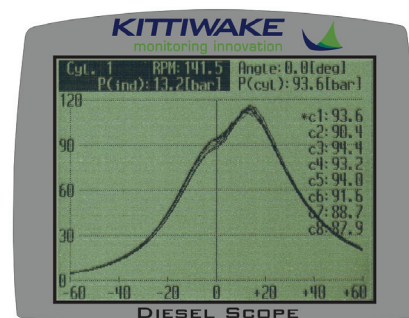 KITTIWAKE
monitoring innovation
Cyl. 1 RPM:141.5 Angle:0.0[deg]
P(ind):13.2[bar] P(cyl):93.6[bar]
120
*c1:93.6
c2:90.4
90
c3:94.4
c4:93.2
c5:94.0
60
c6:91.6
c7:88.7
30
c8:87.9
0
-60 -40 -20 0 +20 +40 +60
DIESEL SCOPE